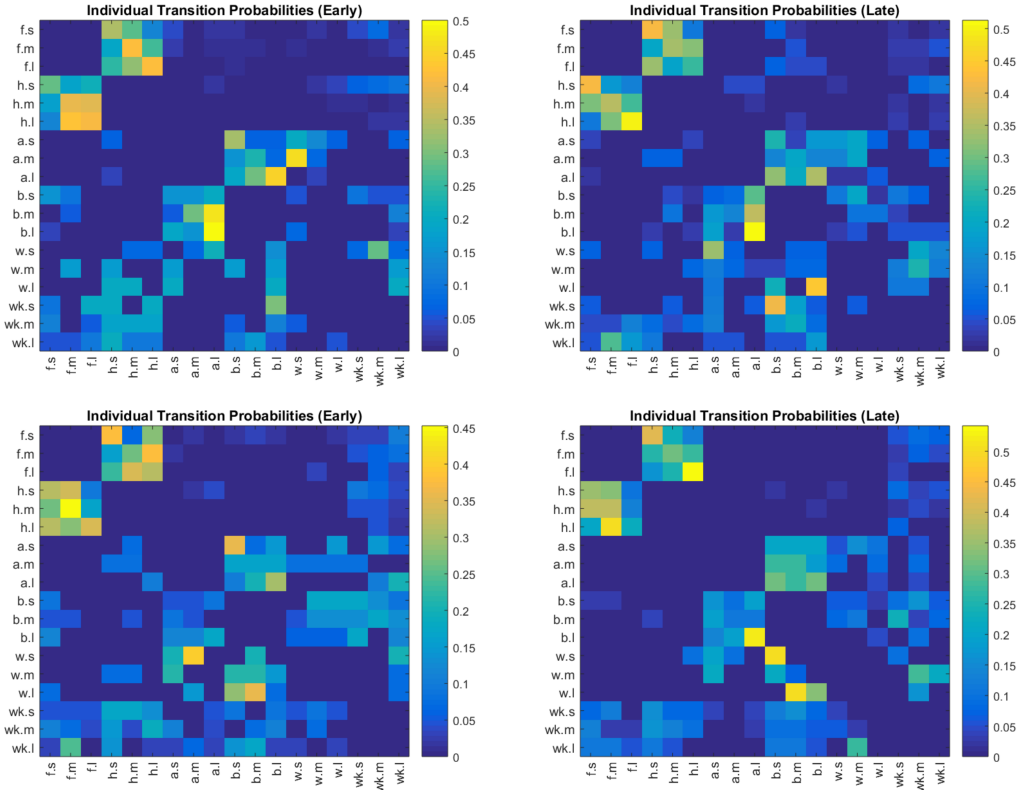 Individual Transition Probabilities (Early)
f.s
f.m
f.l
h.s
h.m
h.l
a.s
a.m
a.l
b.s
b.m
b.l
w.s
w.m
w.l
wk.s
wk.m
wk.l
f.s f.m f.l h.s h.m h.l a.s a.m a.l b.s b.m b.l w.s w.m w.l wk.s wk.m wk.l
0.5
0.45
0.4
0.35
0.3
0.25
0.2
0.15
0.1
0.05
0
Individual Transition Probabilities (Late)
f.s
f.m
f.l
h.s
h.m
h.l
a.s
a.m
a.l
b.s
b.m
b.l
w.s
w.m
w.l
wk.s
wk.m
wk.l
f.s f.m f.l h.s h.m h.l a.s a.m a.l b.s b.m b.l w.s w.m w.l wk.s wk.m wk.l
0.5
0.45
0.4
0.35
0.3
0.25
0.2
0.15
0.1
0.05
0
Individual Transition Probabilities (Early)
f.s
f.m
f.l
h.s
h.m
h.l
a.s
a.m
a.l
b.s
b.m
b.l
w.s
w.m
w.l
wk.s
wk.m
wk.l
f.s f.m f.l h.s h.m h.l a.s a.m a.l b.s b.m b.l w.s w.m w.l wk.s wk.m wk.l
0.45
0.4
0.35
0.3
0.25
0.2
0.15
0.1
0.05
0
Individual Transition Probabilities (Late)
f.s
f.m
f.l
h.s
h.m
h.l
a.s
a.m
a.l
b.s
b.m
b.l
w.s
w.m
w.l
wk.s
wk.m
wk.l
f.s f.m f.l h.s h.m h.l a.s a.m a.l b.s b.m b.l w.s w.m w.l wk.s wk.m wk.l
0.5
0.45
0.4
0.35
0.3
0.25
0.2
0.15
0.1
0.05
0